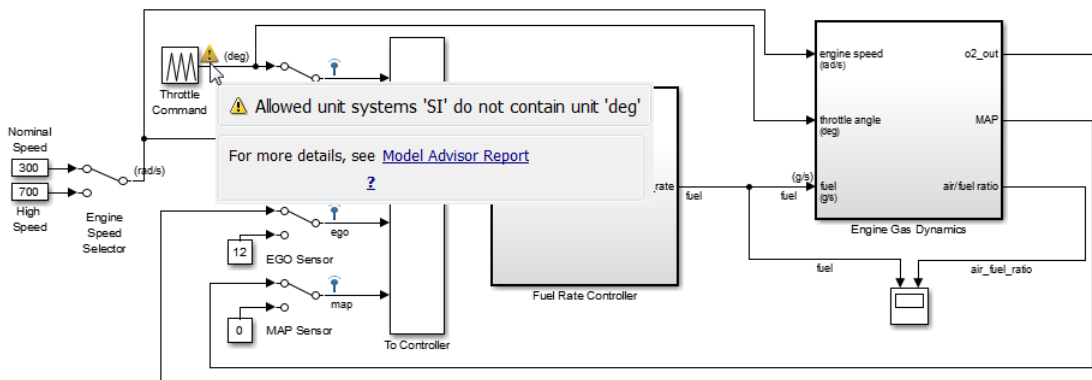 (deg)
Throttle
Command
⚠ Allowed unit systems 'SI' do not contain unit 'deg'
For more details, see Model Advisor Report
?
Nominal
Speed
300
700
High
Speed
(rad/s)
Engine
Speed
Selector
ego
12
EGO Sensor
map
0
MAP Sensor
To Controller
_rate
fuel
Fuel Rate Controller
engine speed
(rad/s)
throttle angle
(deg)
(g/s)
fuel
fuel
(g/s)
o2_out
MAP
air/fuel ratio
Engine Gas Dynamics
fuel
air_fuel_ratio